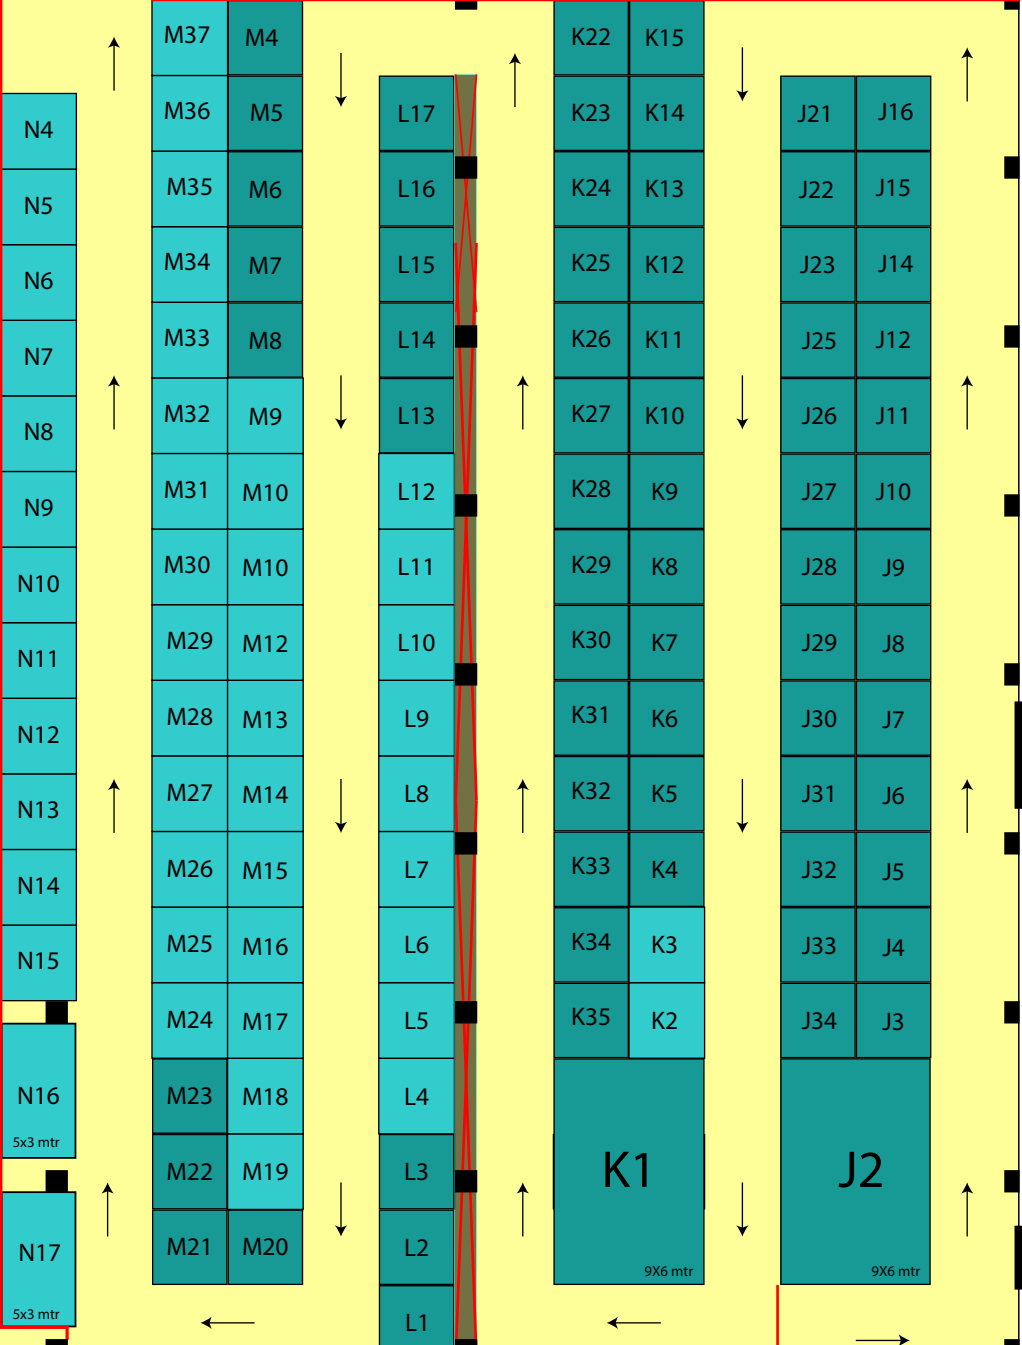 M37 M4 K22 K15
M36 M5 L17 K23 K14 J21 J16
N4
M35 M6 L16 K24 K13 J22 J15
N5
M34 M7 L15 K25 K12 J23 J14
N6
M33 M8 L14 K26 K11 J25 J12
N7
M32 M9 L13 K27 K10 J26 J11
N8
M31 M10 L12 K28 K9 J27 J10
N9
M30 M10 L11 K29 K8 J28 J9
N10
M29 M12 L10 K30 K7 J29 J8
N11
M28 M13 L9 K31 K6 J30 J7
N12
M27 M14 L8 K32 K5 J31 J6
N13
M26 M15 L7 K33 K4 J32 J5
N14
M25 M16 L6 K34 K3 J33 J4
N15
M24 M17 L5 K35 K2 J34 J3
N16 M23 M18 L4
5x3 mtr
M22 M19 L3 K1 J2
N17 M21 M20 L2
9X6 mtr 9X6 mtr
5x3 mtr L1